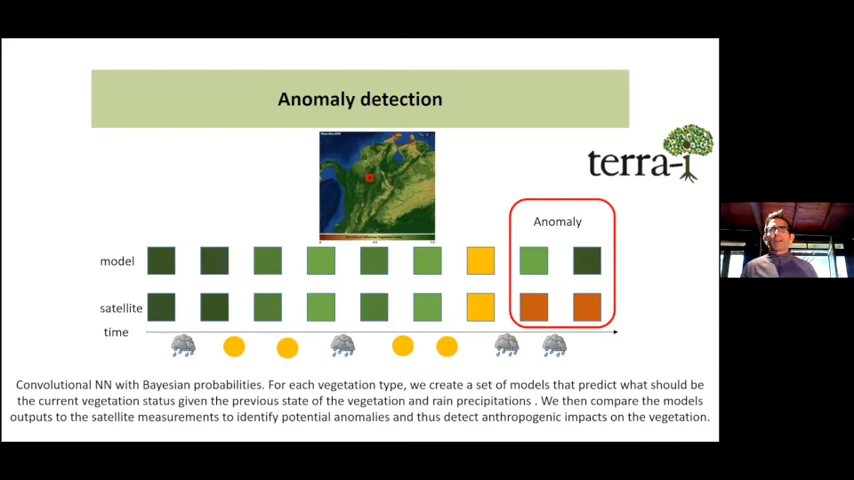 Anomaly detection
terra-i
Anomaly
model
satellite
time
Convolutional NN with Bayesian probabilities. For each vegetation type, we create a set of models that predict what should be
the current vegetation status given the previous state of the vegetation and rain precipitations . We then compare the models
outputs to the satellite measurements to identify potential anomalies and thus detect anthropogenic impacts on the vegetation.